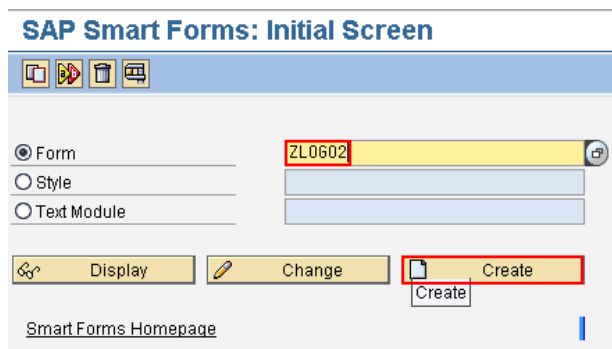 SAP Smart Forms: Initial Screen
Form ZLOG02
Style
Text Module
Display Change Create
Create
Smart Forms Homepage